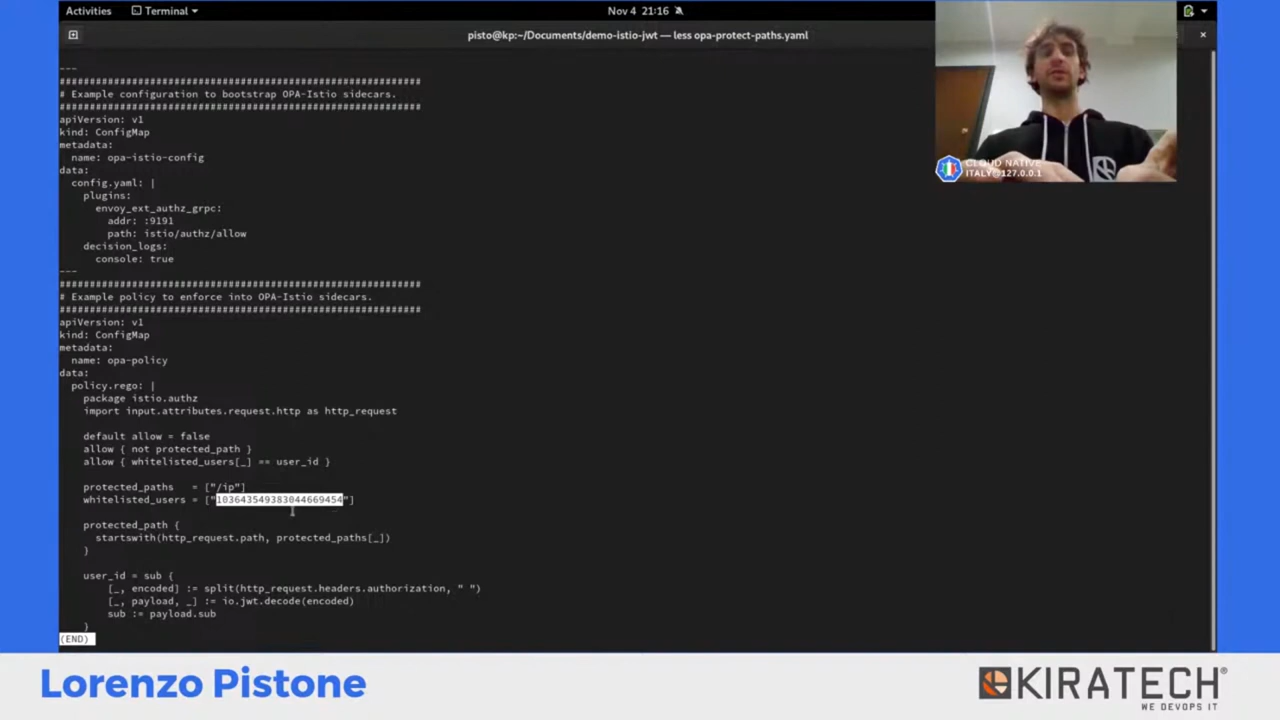 Activities
Terminal
Nov 4 21:16
pisto@kp:~/Documents/demo-istio-jwt — less opa-protect-paths.yaml
---
###########################################################
# Example configuration to bootstrap OPA-Istio sidecars.
###########################################################
apiVersion: v1
kind: ConfigMap
metadata:
  name: opa-istio-config
data:
  config.yaml: |
    plugins:
      envoy_ext_authz_grpc:
        addr: :9191
        path: istio/authz/allow
    decision_logs:
      console: true
---
###########################################################
# Example policy to enforce into OPA-Istio sidecars.
###########################################################
apiVersion: v1
kind: ConfigMap
metadata:
  name: opa-policy
data:
  policy.rego: |
    package istio.authz
    import input.attributes.request.http as http_request
    default allow = false
    allow { not protected_path }
    allow { whitelisted_users[_] == user_id }
    protected_paths   = ["/ip"]
    whitelisted_users = ["103643549383044669454"]
    protected_path {
      startswith(http_request.path, protected_paths[_])
    }
    user_id = sub {
        [_, encoded] := split(http_request.headers.authorization, " ")
        [_, payload, _] := io.jwt.decode(encoded)
        sub := payload.sub
    }
(END)
CLOUD NATIVE
ITALY@127.0.0.1
Lorenzo Pistone
KIRATECH®
WE DEVOPS IT